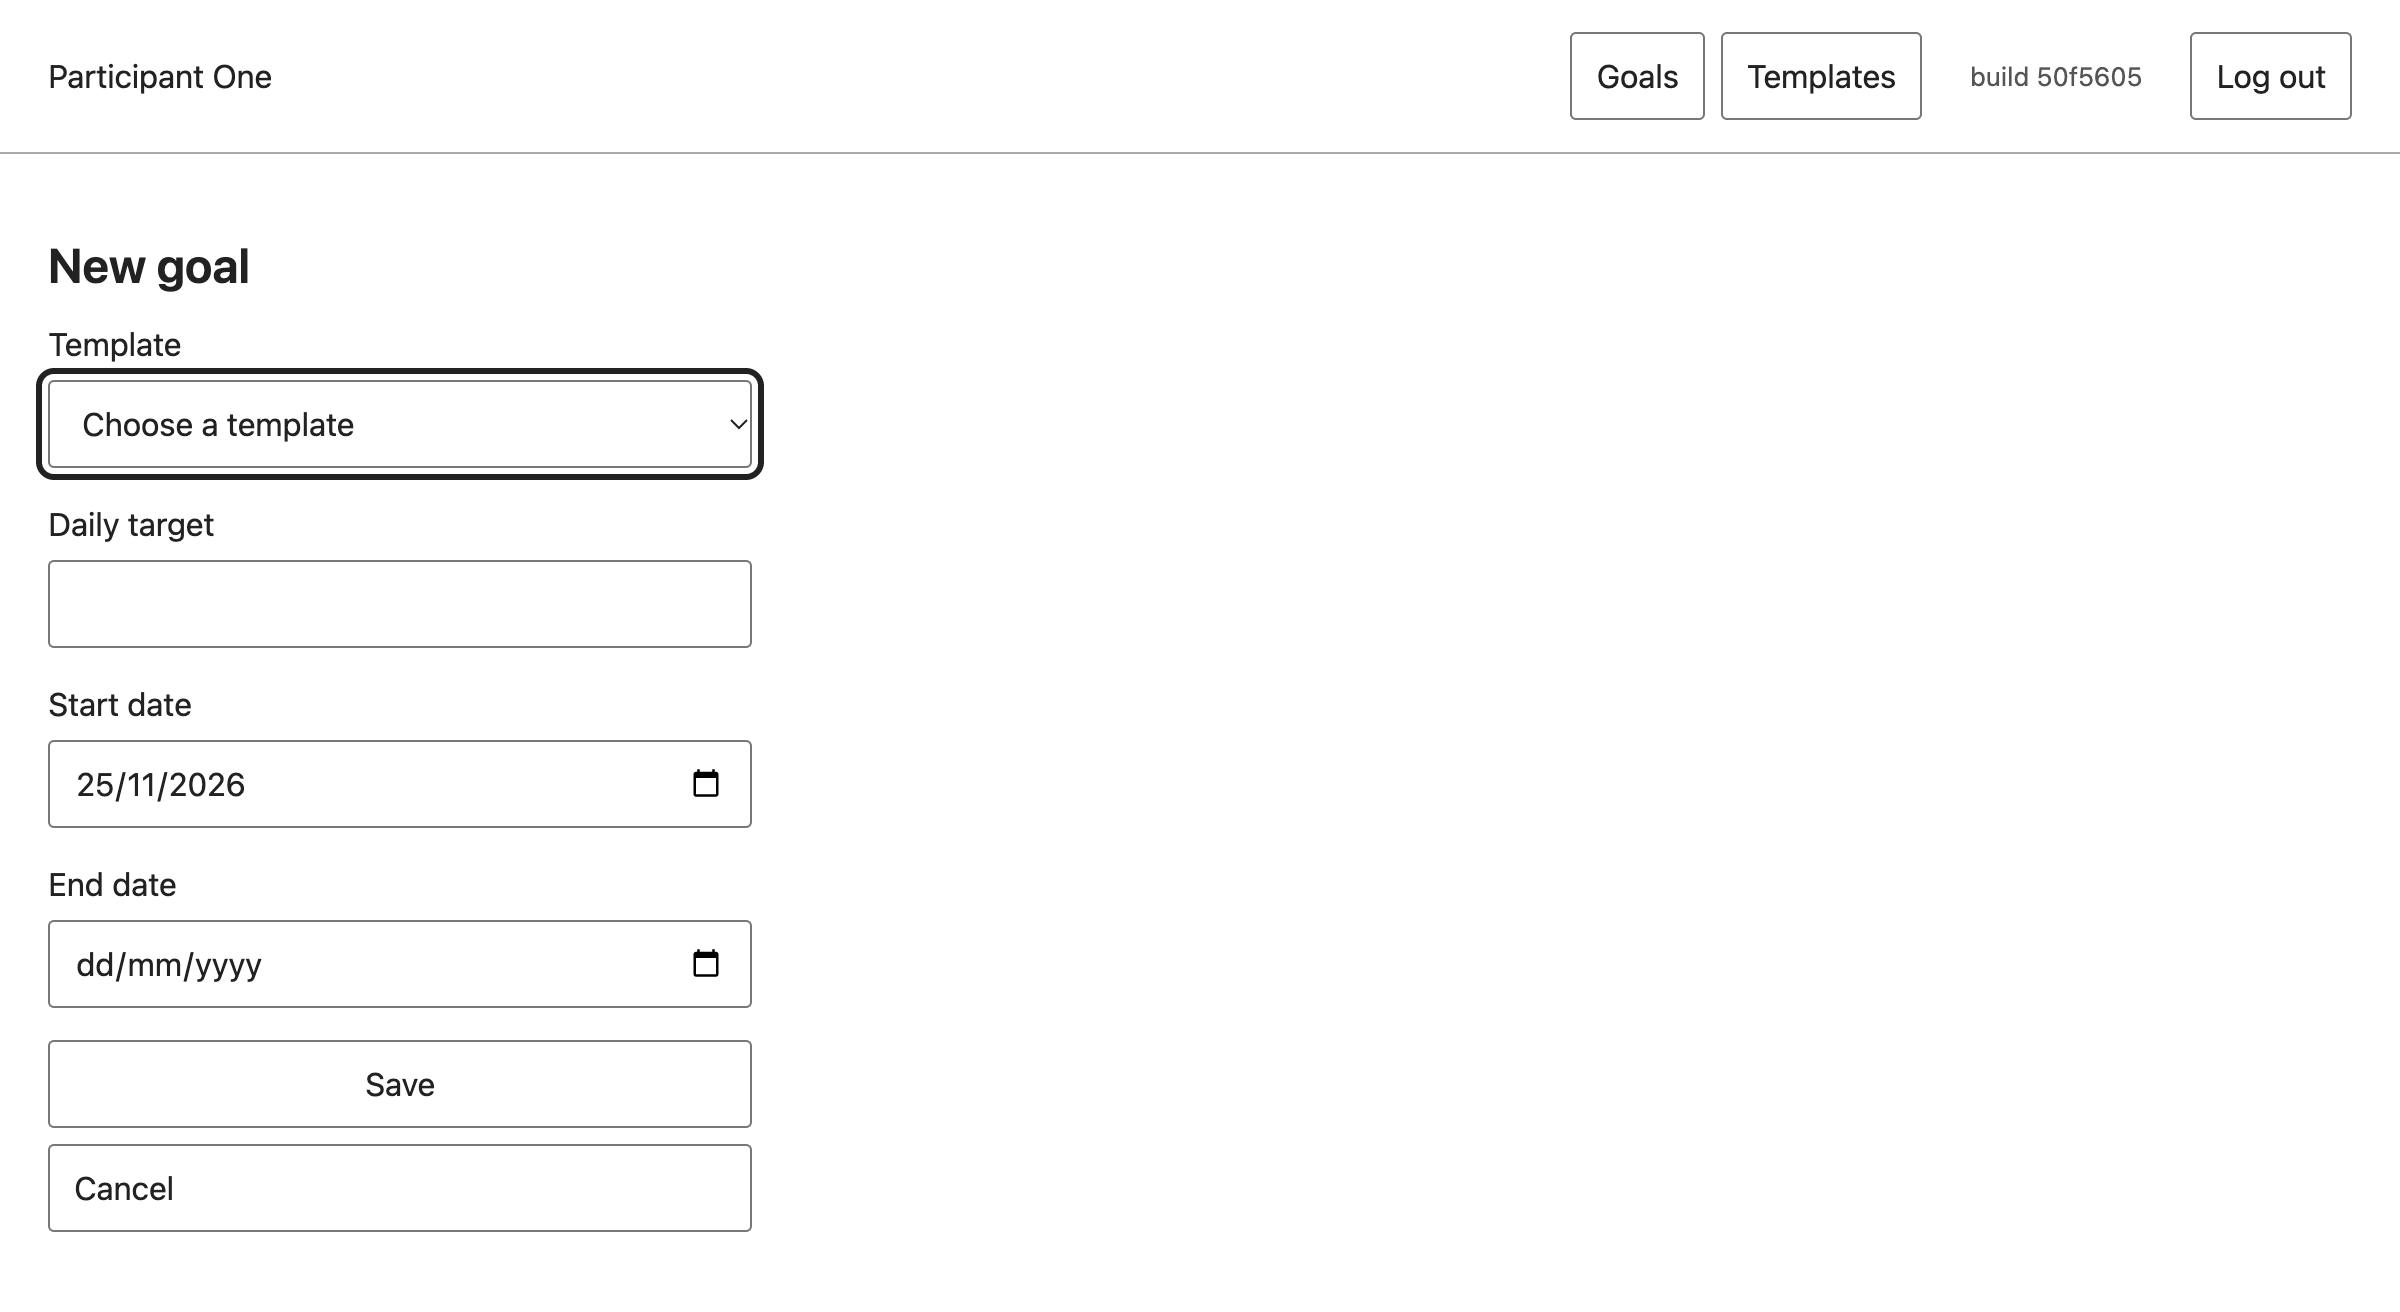 Participant One
Goals
Templates
build 50f5605
Log out
New goal
Template
Choose a template
Daily target
Start date
25/11/2026
End date
dd/mm/yyyy
Save
Cancel